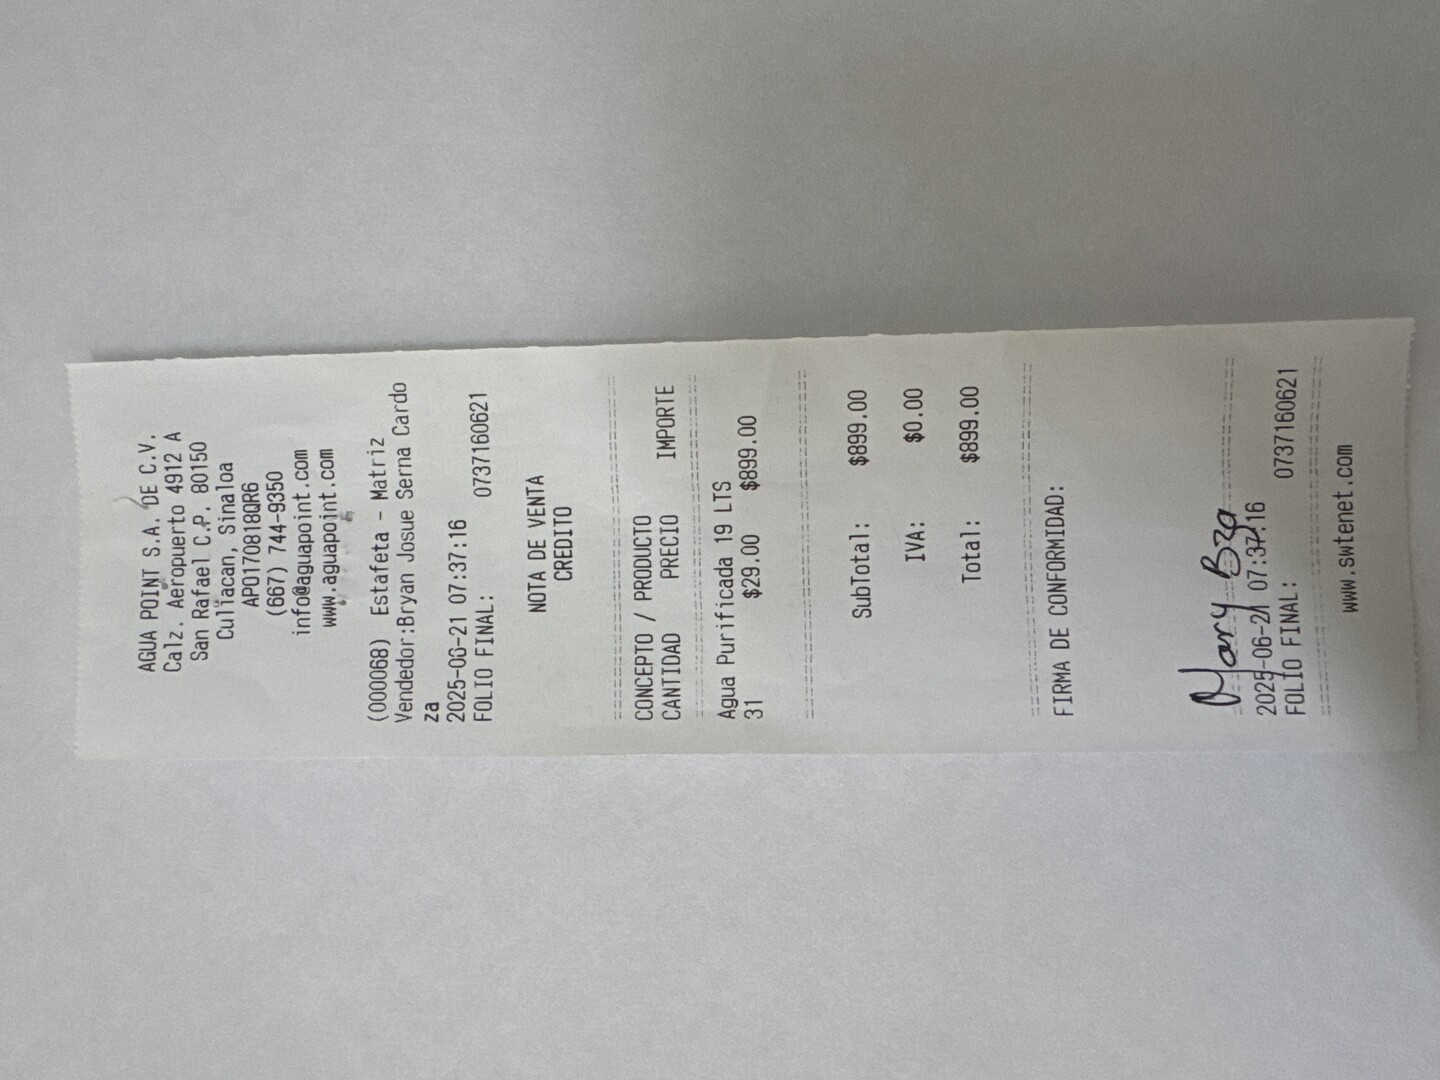 AGUA POINT S.A. DE C.V.
Calz. Aeropuerto 4912 A
San Rafael C.P. 80150
Culiacan, Sinaloa
APO170818QR6
(667) 744-9350
info@aguapoint.com
www.aguapoint.com
(000068) Estafeta - Matriz
Vendedor:Bryan Josue Serna Cardo
za
2025-06-21 07:37:16
FOLIO FINAL: 0737160621
NOTA DE VENTA
CREDITO
CONCEPTO / PRODUCTO
CANTIDAD PRECIO IMPORTE
Agua Purificada 19 LTS
31 $29.00 $899.00
SubTotal: $899.00
IVA: $0.00
Total: $899.00
FIRMA DE CONFORMIDAD:
Mary Bza
2025-06-21 07:37:16
FOLIO FINAL: 0737160621
www.swtenet.com